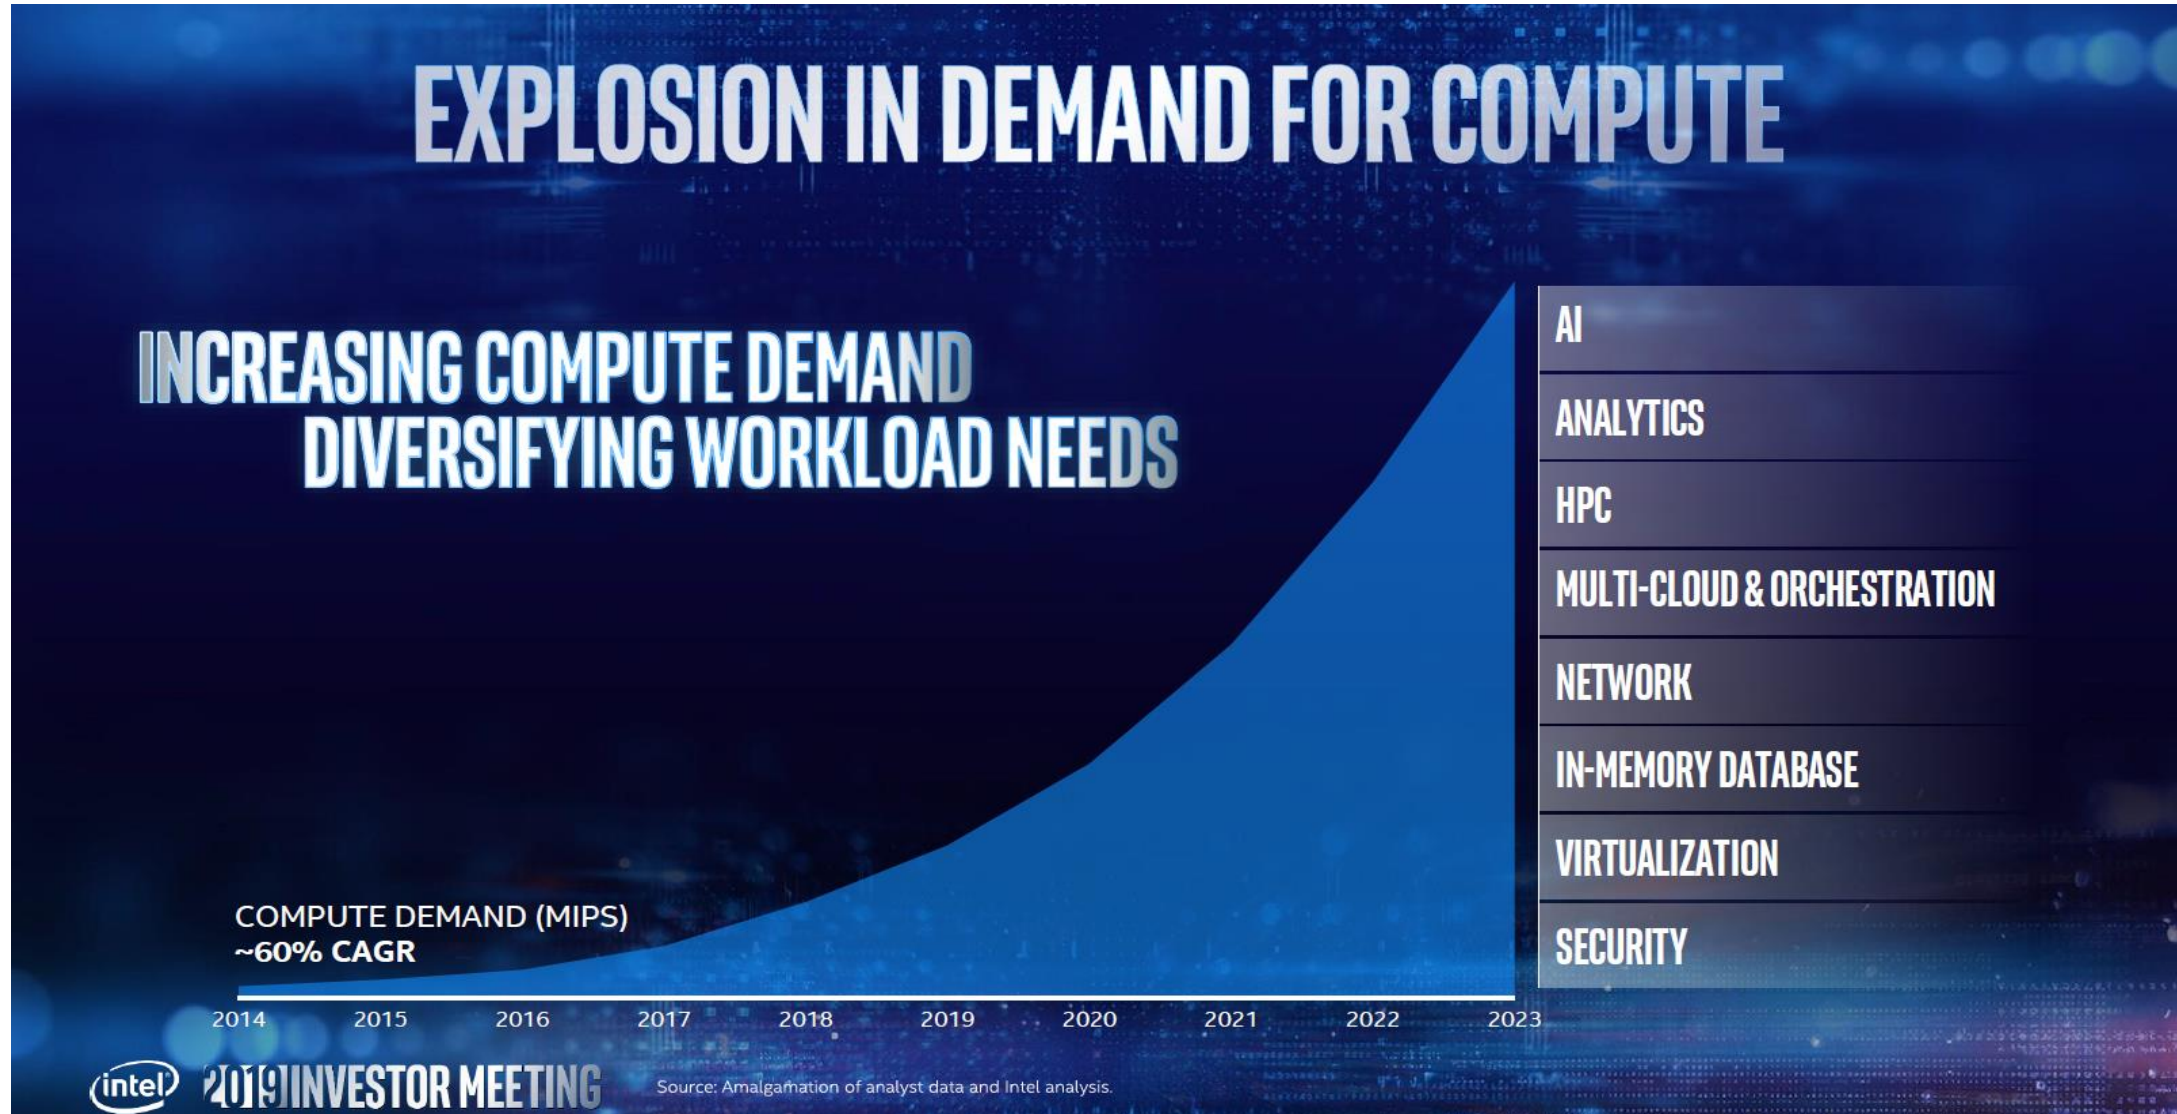 EXPLOSION IN DEMAND FOR COMPUTE
INCREASING COMPUTE DEMAND
DIVERSIFYING WORKLOAD NEEDS
AI
ANALYTICS
HPC
MULTI-CLOUD & ORCHESTRATION
NETWORK
IN-MEMORY DATABASE
VIRTUALIZATION
SECURITY
COMPUTE DEMAND (MIPS)
~60% CAGR
2014 2015 2016 2017 2018 2019 2020 2021 2022 2023
intel 2019 INVESTOR MEETING
Source: Amalgamation of analyst data and Intel analysis.